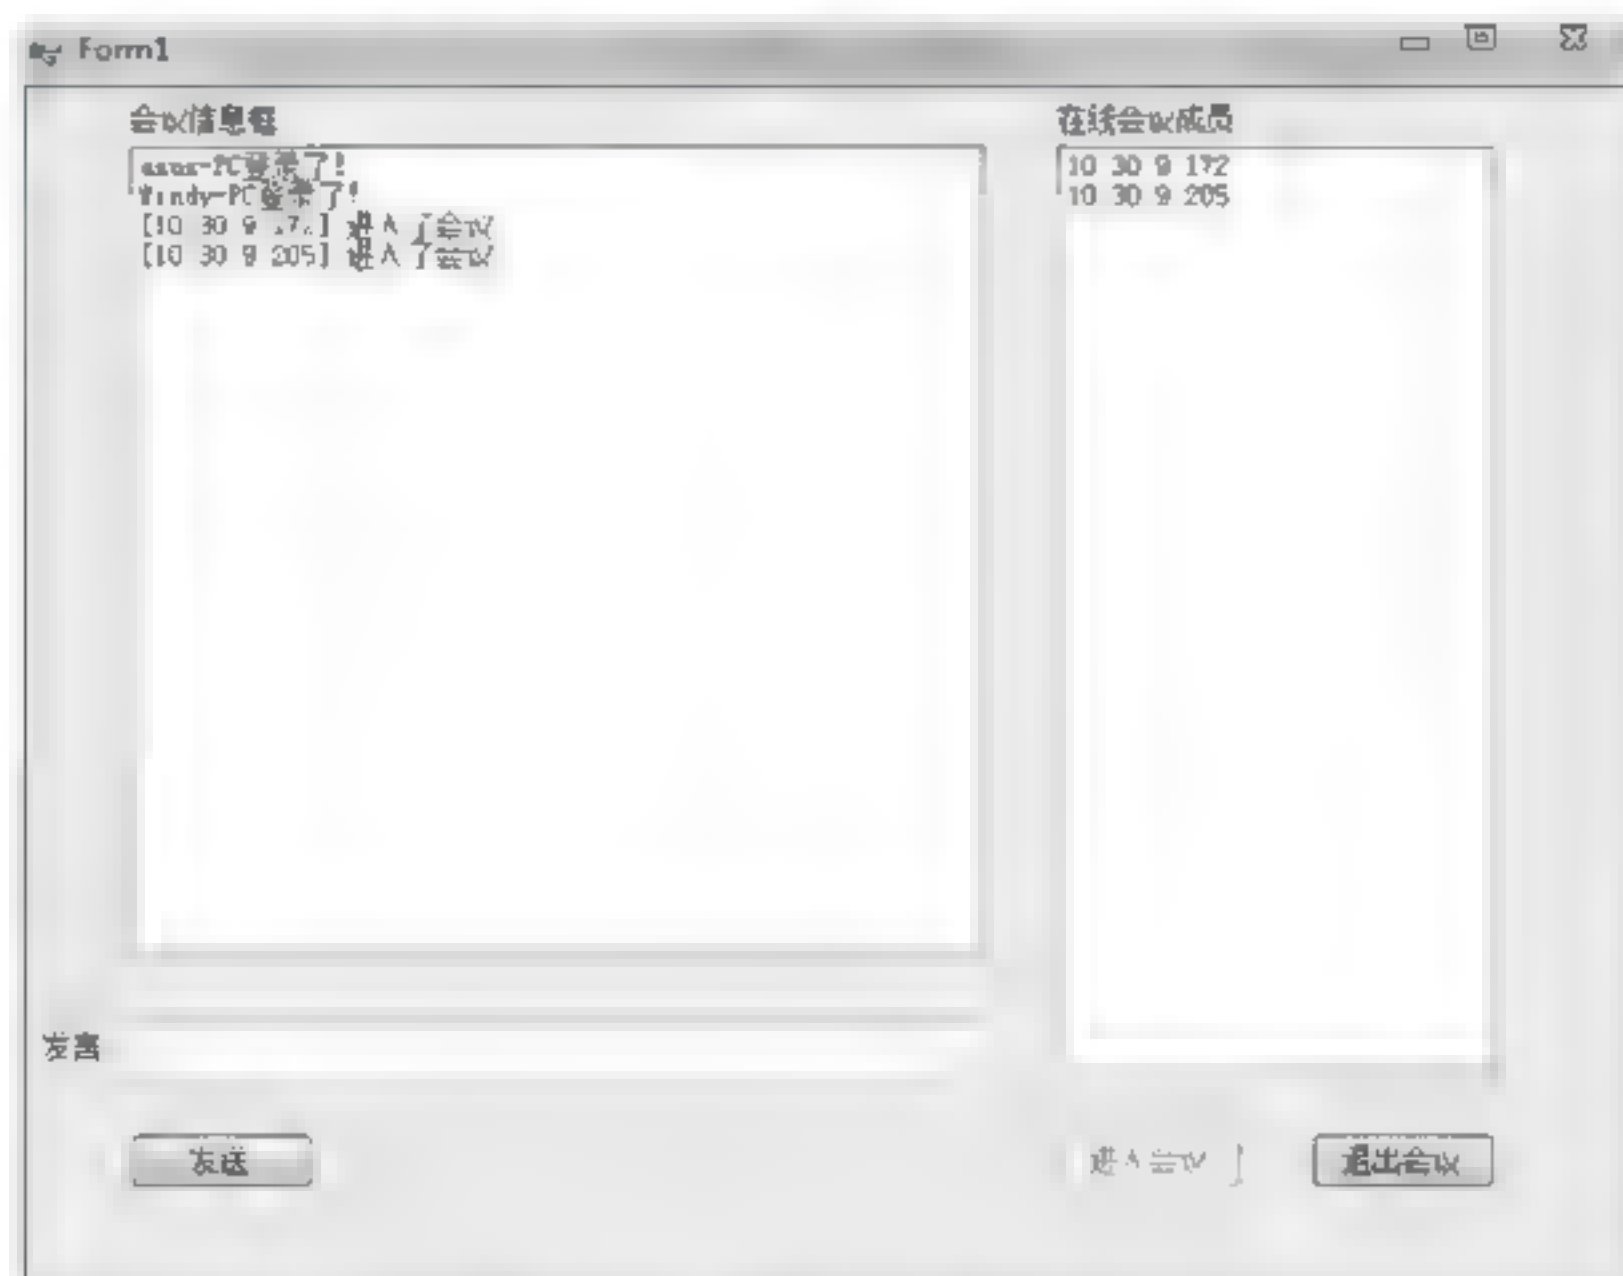 Form1
会议信息框
在线会议成员
asus-PC登录了!
Windy-PC登录了!
[10 30 9 172] 进入了会议
[10 30 9 205] 进入了会议
10 30 9 172
10 30 9 205
发言
发送
进入会议
退出会议